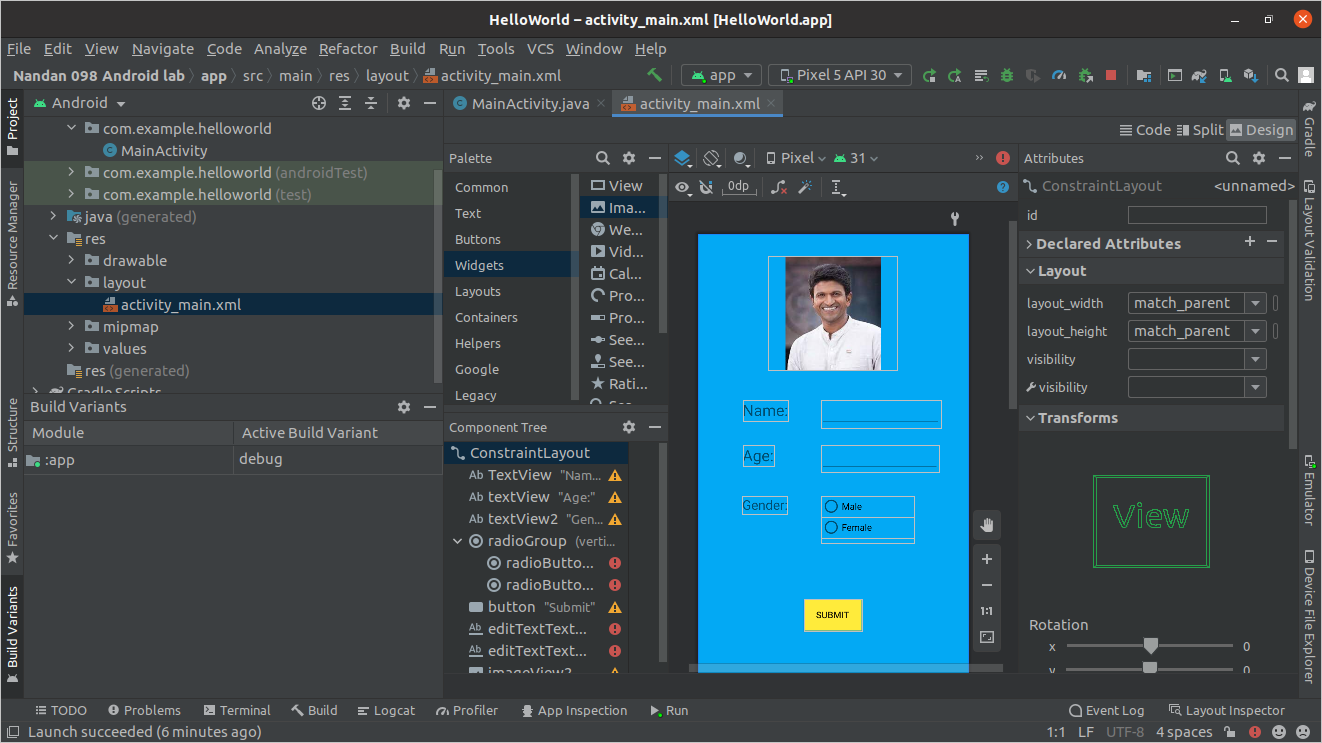 HelloWorld – activity_main.xml [HelloWorld.app]
File Edit View Navigate Code Analyze Refactor Build Run Tools VCS Window Help
Nandan 098 Android lab app src main res layout activity_main.xml
app Pixel 5 API 30
Project
Resource Manager
Structure
Favorites
Build Variants
Android
com.example.helloworld
MainActivity
com.example.helloworld (androidTest)
com.example.helloworld (test)
java (generated)
res
drawable
layout
activity_main.xml
mipmap
values
res (generated)
Gradle Scripts
Build Variants
Module Active Build Variant
:app debug
MainActivity.java activity_main.xml
Code Split Design
Palette
Common
Text
Buttons
Widgets
Layouts
Containers
Helpers
Google
Legacy
View
Ima...
We...
Vid...
Cal...
Pro...
Pro...
See...
See...
Rati...
Component Tree
ConstraintLayout
Ab TextView "Nam...
Ab textView "Age:"
Ab textView2 "Gen...
radioGroup (verti...
radioButto...
radioButto...
button "Submit"
Ab editTextText...
Ab editTextText...
imageView2
Pixel 31 »
0dp
Name:
Age:
Gender:
Male
Female
SUBMIT
1:1
Attributes
ConstraintLayout <unnamed>
id
Declared Attributes
Layout
layout_width match_parent
layout_height match_parent
visibility
visibility
Transforms
View
Rotation
x 0
y 0
Gradle
Layout Validation
Emulator
Device File Explorer
TODO Problems Terminal Build Logcat Profiler App Inspection Run Event Log Layout Inspector
Launch succeeded (6 minutes ago) 1:1 LF UTF-8 4 spaces